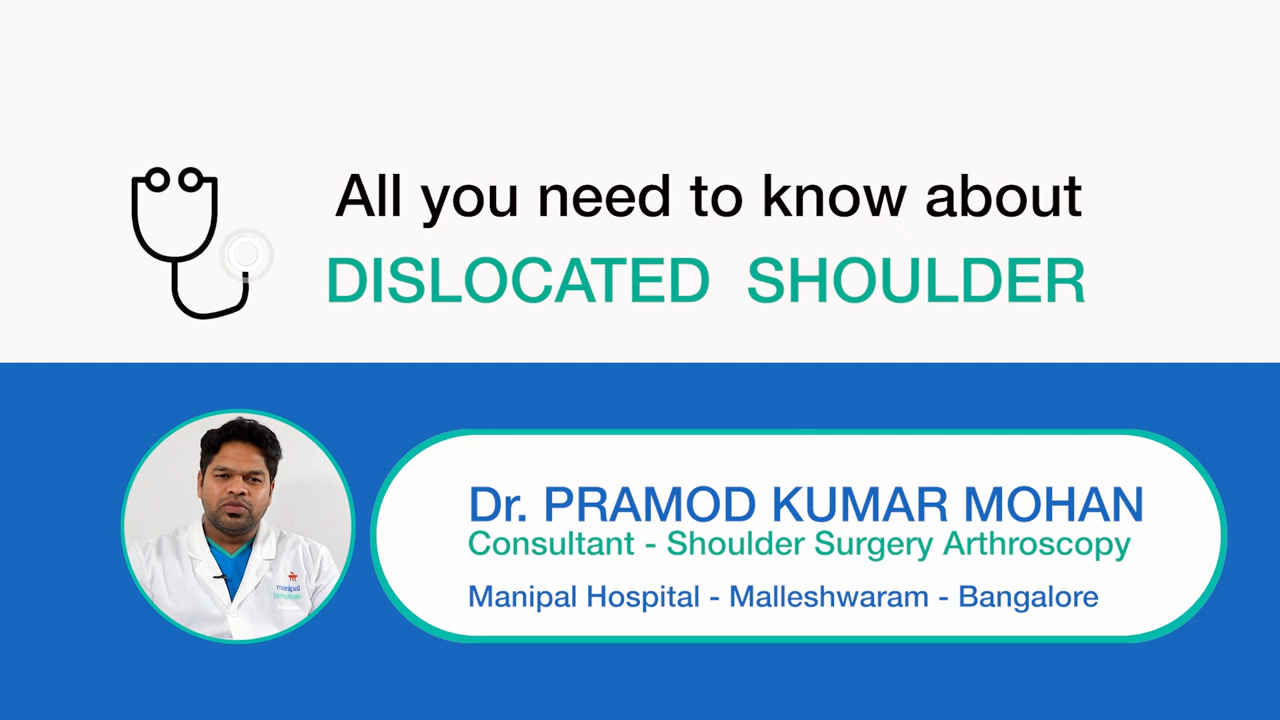 All you need to know about
DISLOCATED SHOULDER
Dr. PRAMOD KUMAR MOHAN
Consultant - Shoulder Surgery Arthroscopy
Manipal Hospital - Malleshwaram - Bangalore
manipal